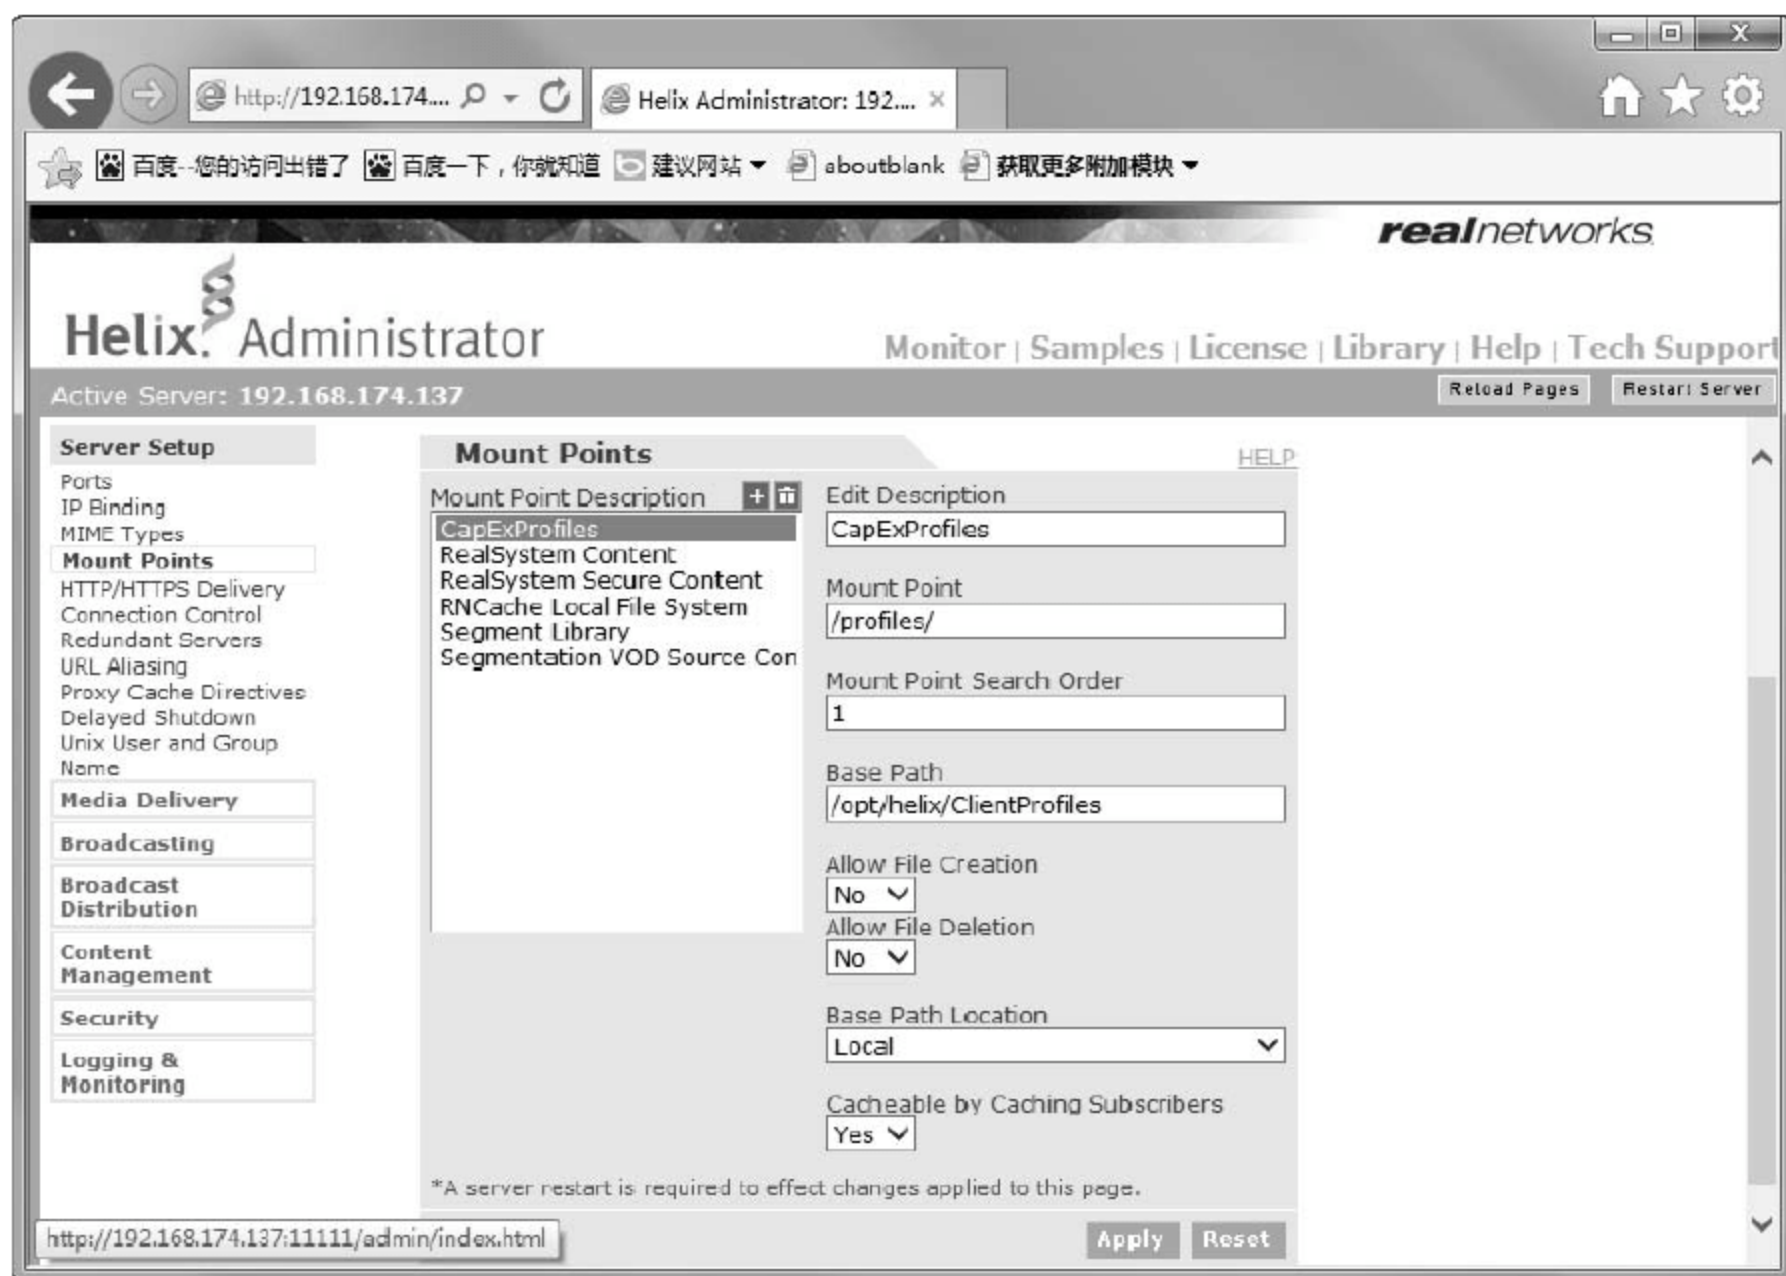 X
http://192.168.174....
Helix Administrator: 192....
百度--您的访问出错了 百度一下，你就知道 建议网站 aboutblank 获取更多附加模块
realnetworks
Helix Administrator
Monitor | Samples | License | Library | Help | Tech Support
Active Server: 192.168.174.137
Reload Pages
Restart Server
Server Setup
Ports
IP Binding
MIME Types
Mount Points
HTTP/HTTPS Delivery
Connection Control
Redundant Servers
URL Aliasing
Proxy Cache Directives
Delayed Shutdown
Unix User and Group
Name
Media Delivery
Broadcasting
Broadcast
Distribution
Content
Management
Security
Logging &
Monitoring
Mount Points
HELP
Mount Point Description
CapExProfiles
RealSystem Content
RealSystem Secure Content
RNCache Local File System
Segment Library
Segmentation VOD Source Con
Edit Description
CapExProfiles
Mount Point
/profiles/
Mount Point Search Order
1
Base Path
/opt/helix/ClientProfiles
Allow File Creation
No
Allow File Deletion
No
Base Path Location
Local
Cacheable by Caching Subscribers
Yes
*A server restart is required to effect changes applied to this page.
Apply
Reset
http://192.168.174.137:11111/admin/index.html